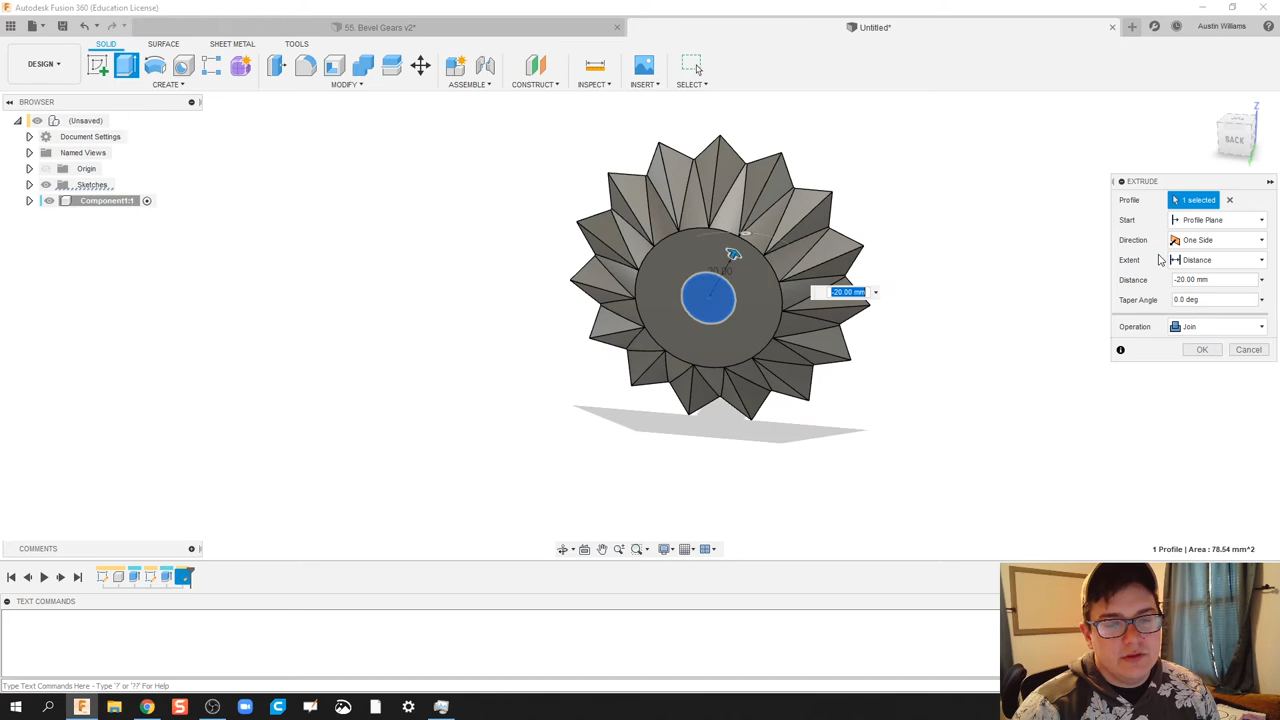 Autodesk Fusion 360 (Education License)
55. Bevel Gears v2*
Untitled*
Austin Williams
SOLID SURFACE SHEET METAL TOOLS
DESIGN
CREATE MODIFY ASSEMBLE CONSTRUCT INSPECT INSERT SELECT
BROWSER
(Unsaved)
Document Settings
Named Views
Origin
Sketches
Component1:1
BACK
Z
EXTRUDE
Profile 1 selected
Start Profile Plane
Direction One Side
Extent Distance
Distance -20.00 mm
Taper Angle 0.0 deg
Operation Join
OK Cancel
20.00
-20.00 mm
COMMENTS
1 Profile | Area : 78.54 mm^2
TEXT COMMANDS
Type Text Commands Here - Type '?' or '??' For Help